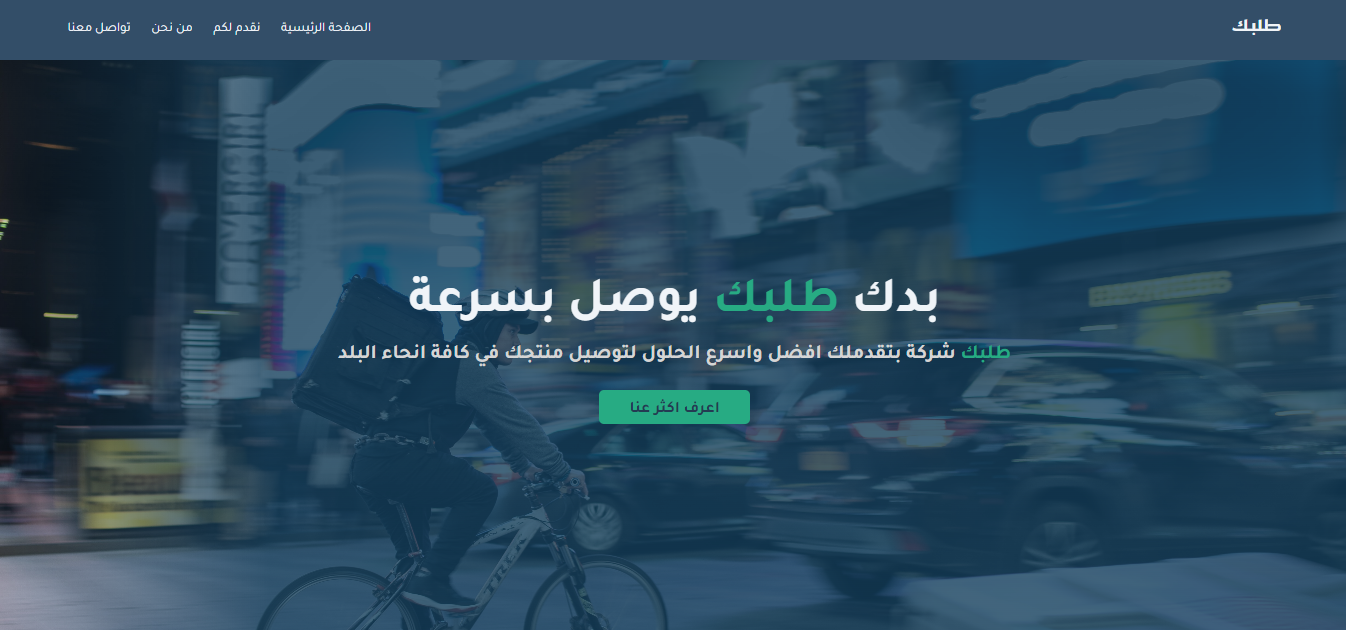 طلبك
الصفحة الرئيسية
نقدم لكم
من نحن
تواصل معنا
بدك طلبك يوصل بسرعة
طلبك شركة بتقدملك افضل واسرع الحلول لتوصيل منتجك في كافة انحاء البلد
اعرف اكثر عنا